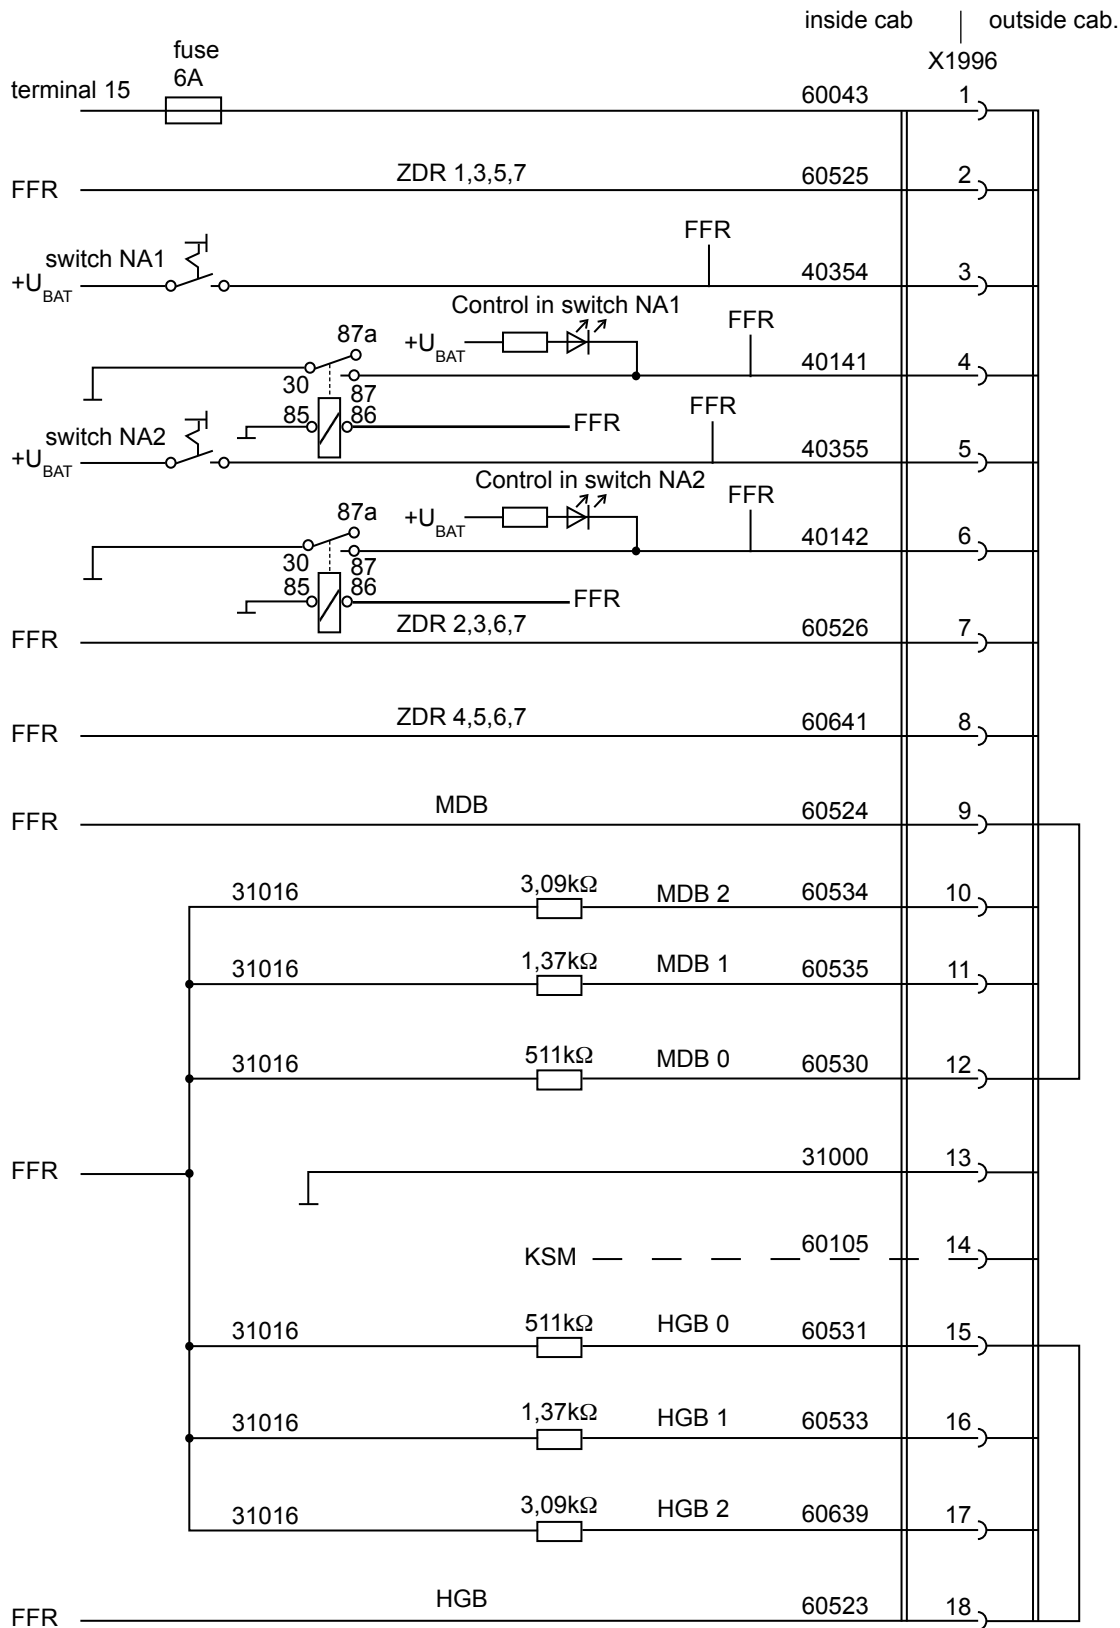 inside cab | outside cab.
X1996
fuse
6A
terminal 15 60043 1
FFR ZDR 1,3,5,7 60525 2
FFR
switch NA1
+UBAT 40354 3
Control in switch NA1
FFR
87a +UBAT
40141 4
30 87
85 86 FFR
FFR
switch NA2
+UBAT 40355 5
Control in switch NA2
FFR
87a +UBAT
40142 6
30 87
85 86 FFR
FFR ZDR 2,3,6,7 60526 7
FFR ZDR 4,5,6,7 60641 8
FFR MDB 60524 9
31016 3,09kΩ MDB 2 60534 10
31016 1,37kΩ MDB 1 60535 11
31016 511kΩ MDB 0 60530 12
FFR 31000 13
KSM 60105 14
31016 511kΩ HGB 0 60531 15
31016 1,37kΩ HGB 1 60533 16
31016 3,09kΩ HGB 2 60639 17
FFR HGB 60523 18